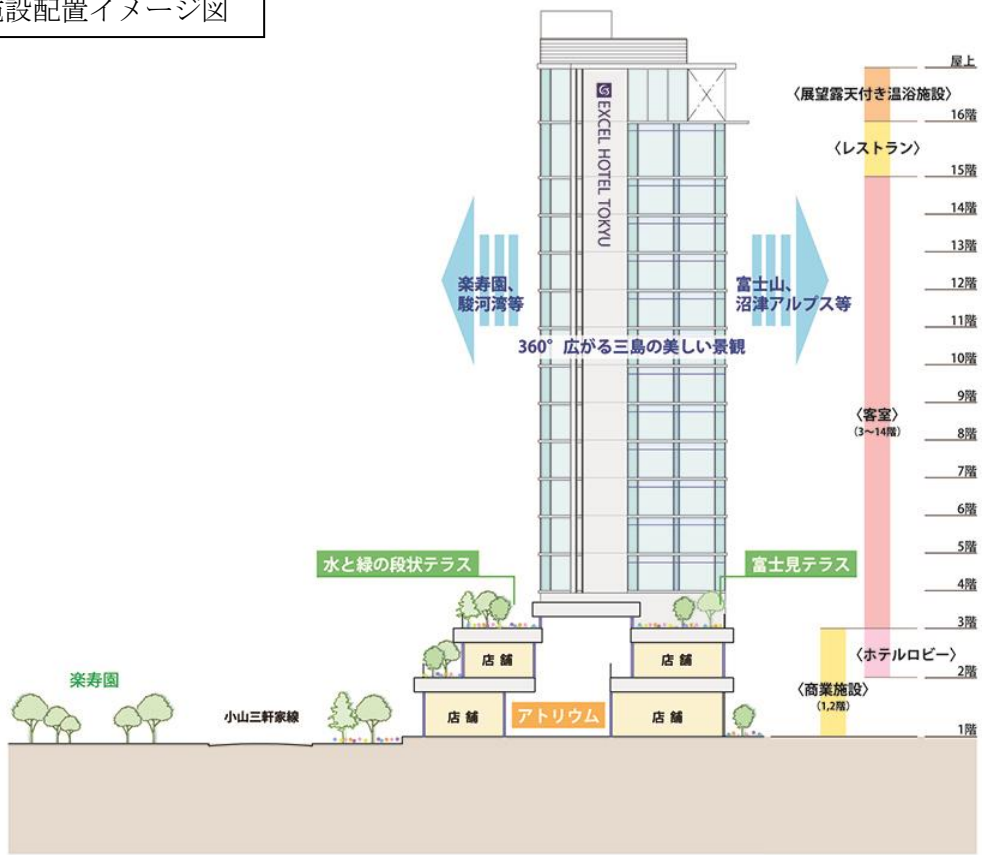 設配置イメージ図
EXCEL HOTEL TOKYU
屋上
〈展望露天付き温浴施設〉
16階
〈レストラン〉
15階
14階
13階
12階
11階
10階
9階
8階
7階
6階
5階
4階
3階
2階
1階
楽寿園、
駿河湾等
富士山、
沼津アルプス等
360° 広がる三島の美しい景観
〈客室〉
(3〜14階)
水と緑の段状テラス
富士見テラス
店舗
店舗
〈ホテルロビー〉
楽寿園
小山三軒家線
店舗
アトリウム
店舗
〈商業施設〉
(1,2階)